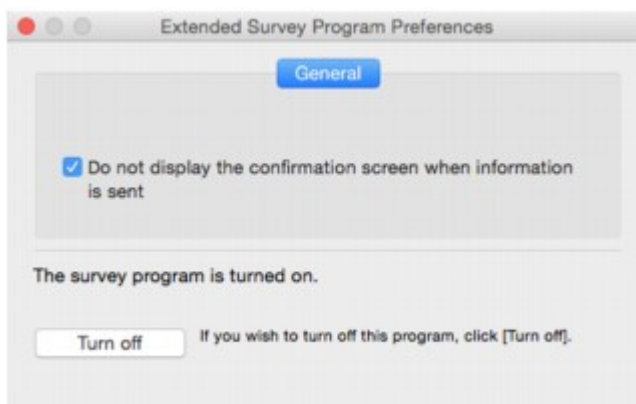 Extended Survey Program Preferences
General
Do not display the confirmation screen when information
is sent
The survey program is turned on.
Turn off
If you wish to turn off this program, click [Turn off].